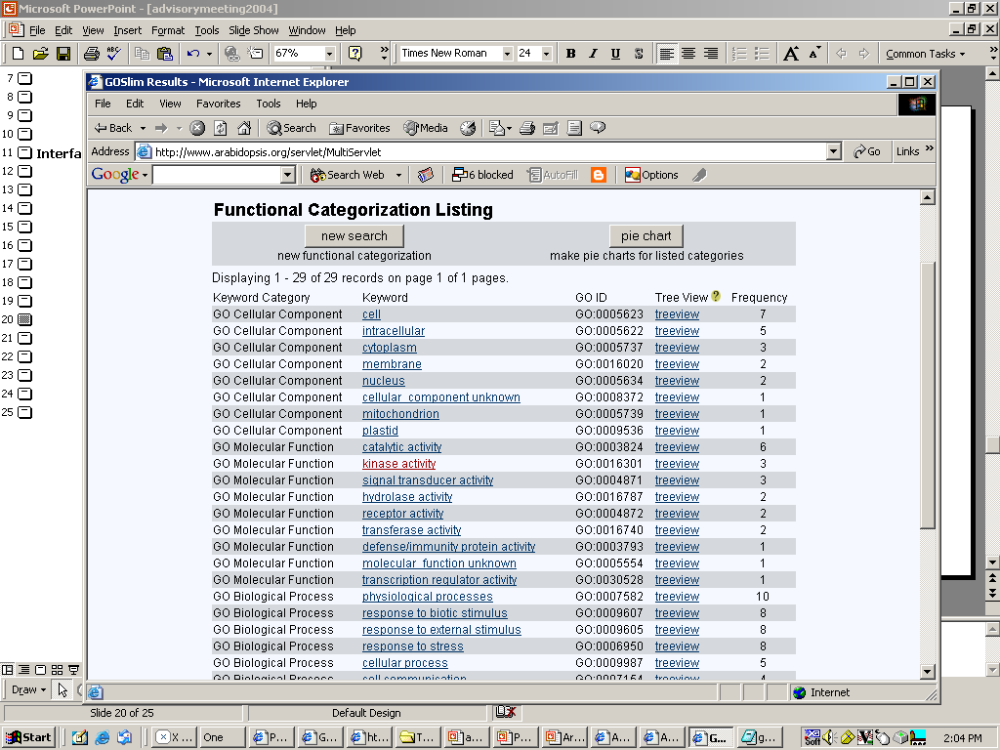 Microsoft PowerPoint - [advisorymeeting2004]
File Edit View Insert Format Tools Slide Show Window Help
67% Times New Roman 24 B I U S A A Common Tasks
7
8
9
10
11 Interfa
12
13
14
15
16
17
18
19
20
21
22
23
24
25
GOSlim Results - Microsoft Internet Explorer
File Edit View Favorites Tools Help
Back Search Favorites Media
Address http://www.arabidopsis.org/servlet/MultiServlet Go Links
Google Search Web 6 blocked AutoFill Options
Functional Categorization Listing
new search pie chart
new functional categorization make pie charts for listed categories
Displaying 1 - 29 of 29 records on page 1 of 1 pages.
Keyword Category Keyword GO ID Tree View ? Frequency
GO Cellular Component cell GO:0005623 treeview 7
GO Cellular Component intracellular GO:0005622 treeview 5
GO Cellular Component cytoplasm GO:0005737 treeview 3
GO Cellular Component membrane GO:0016020 treeview 2
GO Cellular Component nucleus GO:0005634 treeview 2
GO Cellular Component cellular_component unknown GO:0008372 treeview 1
GO Cellular Component mitochondrion GO:0005739 treeview 1
GO Cellular Component plastid GO:0009536 treeview 1
GO Molecular Function catalytic activity GO:0003824 treeview 6
GO Molecular Function kinase activity GO:0016301 treeview 3
GO Molecular Function signal transducer activity GO:0004871 treeview 3
GO Molecular Function hydrolase activity GO:0016787 treeview 2
GO Molecular Function receptor activity GO:0004872 treeview 2
GO Molecular Function transferase activity GO:0016740 treeview 2
GO Molecular Function defense/immunity protein activity GO:0003793 treeview 1
GO Molecular Function molecular_function unknown GO:0005554 treeview 1
GO Molecular Function transcription regulator activity GO:0030528 treeview 1
GO Biological Process physiological processes GO:0007582 treeview 10
GO Biological Process response to biotic stimulus GO:0009607 treeview 8
GO Biological Process response to external stimulus GO:0009605 treeview 8
GO Biological Process response to stress GO:0006950 treeview 8
GO Biological Process cellular process GO:0009987 treeview 5
GO Biological Process cell communication GO:0007154 treeview 4
Internet
Draw
Slide 20 of 25 Default Design
Start X ... One P... G... ht... T... a... P... Ar... A... A... G... g... 2:04 PM